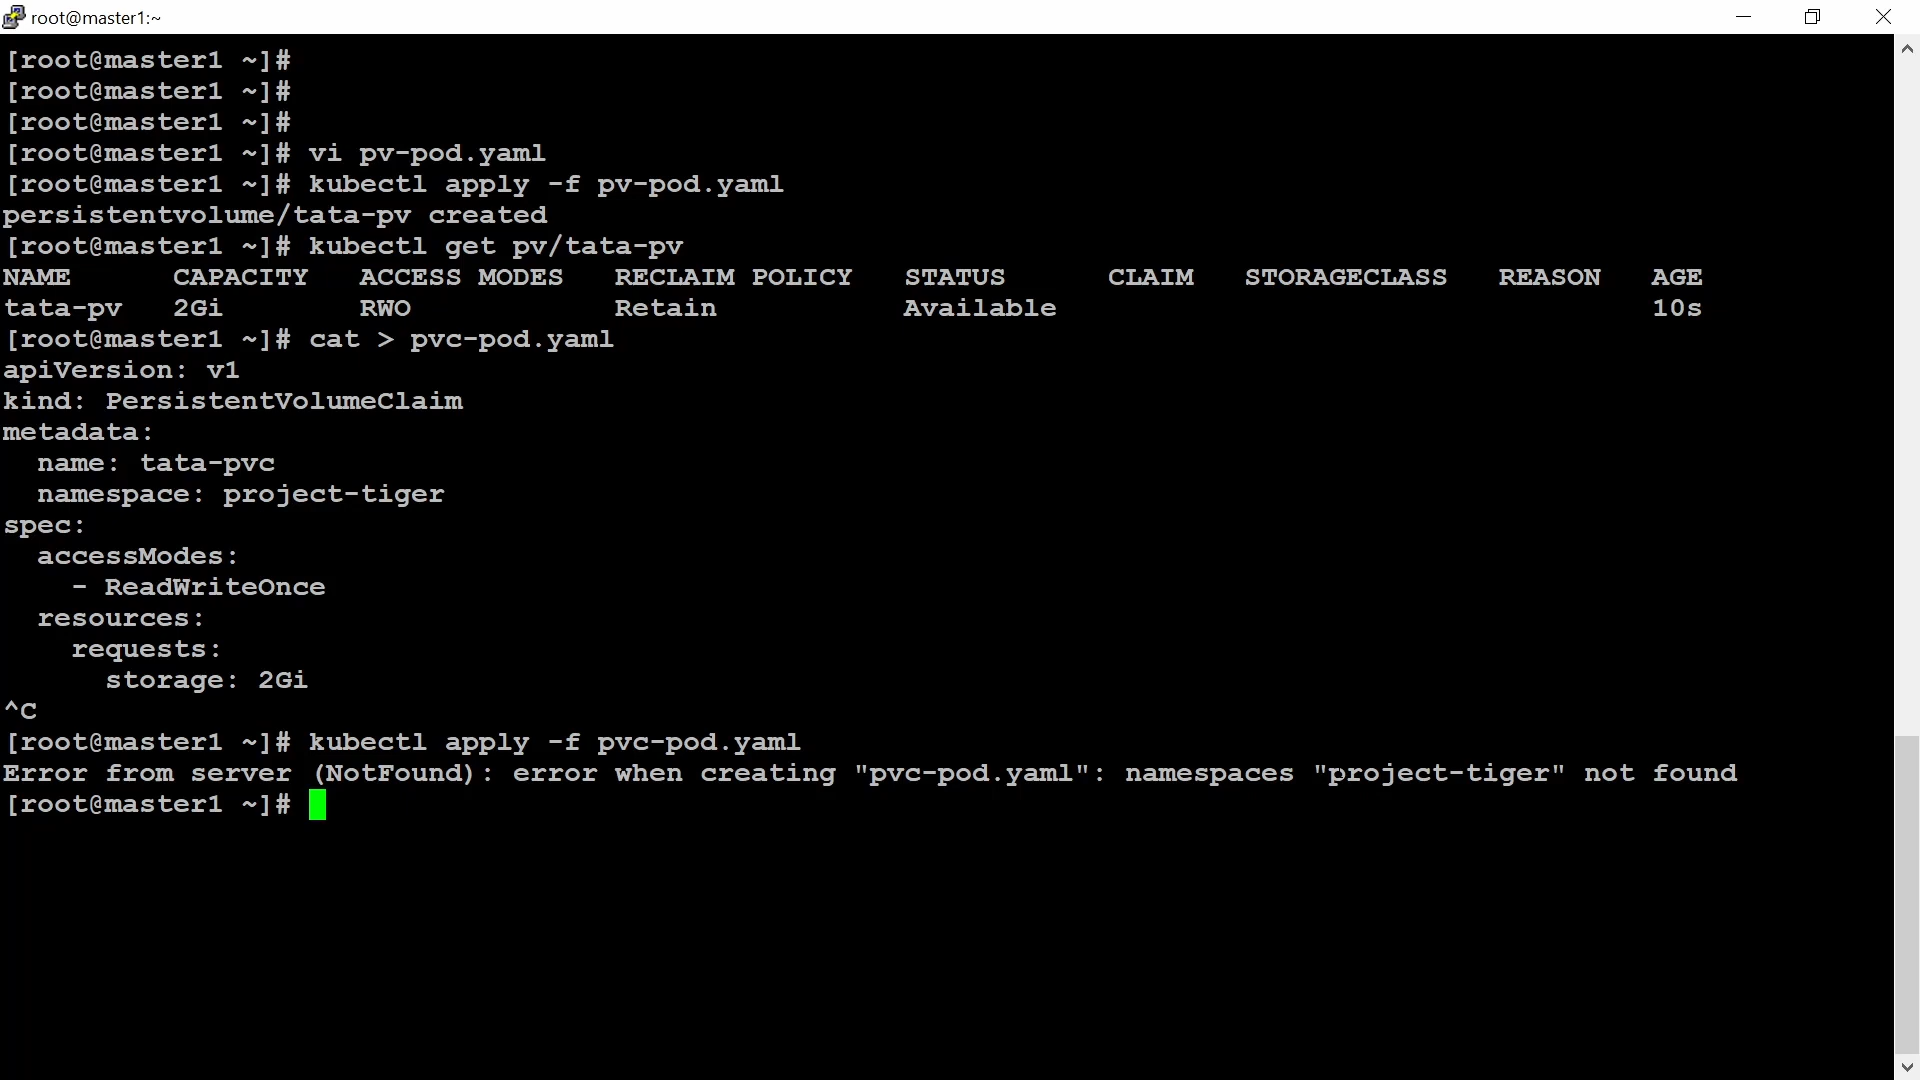 root@master1:~
[root@master1 ~]#
[root@master1 ~]#
[root@master1 ~]#
[root@master1 ~]# vi pv-pod.yaml
[root@master1 ~]# kubectl apply -f pv-pod.yaml
persistentvolume/tata-pv created
[root@master1 ~]# kubectl get pv/tata-pv
NAME      CAPACITY   ACCESS MODES   RECLAIM POLICY   STATUS      CLAIM   STORAGECLASS   REASON   AGE
tata-pv   2Gi        RWO            Retain           Available                                   10s
[root@master1 ~]# cat > pvc-pod.yaml
apiVersion: v1
kind: PersistentVolumeClaim
metadata:
  name: tata-pvc
  namespace: project-tiger
spec:
  accessModes:
    - ReadWriteOnce
  resources:
    requests:
      storage: 2Gi
^C
[root@master1 ~]# kubectl apply -f pvc-pod.yaml
Error from server (NotFound): error when creating "pvc-pod.yaml": namespaces "project-tiger" not found
[root@master1 ~]#